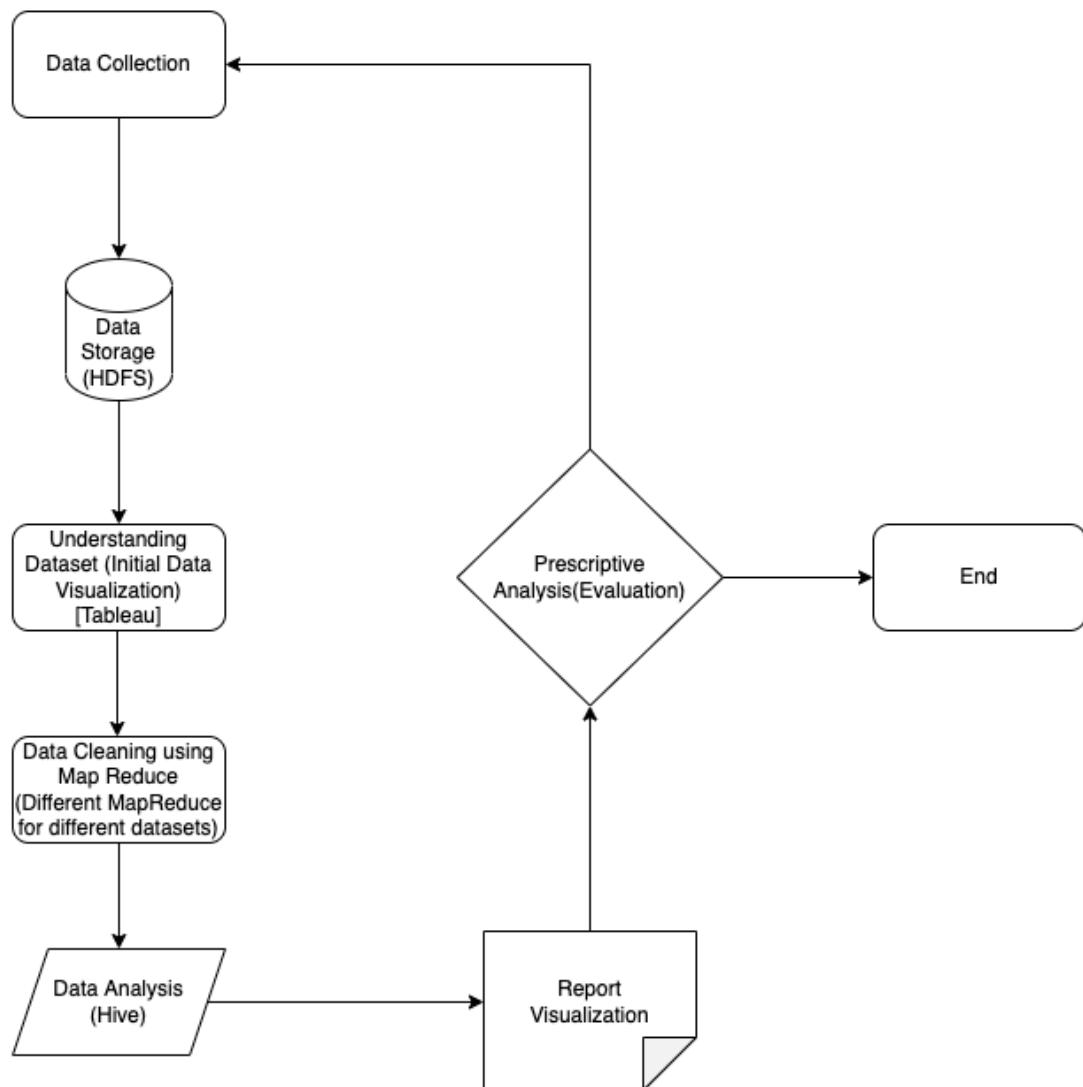 Data Collection
Data
Storage
(HDFS)
Understanding
Dataset (Initial Data
Visualization)
[Tableau]
Data Cleaning using
Map Reduce
(Different MapReduce
for different datasets)
Data Analysis
(Hive)
Report
Visualization
Prescriptive
Analysis(Evaluation)
End